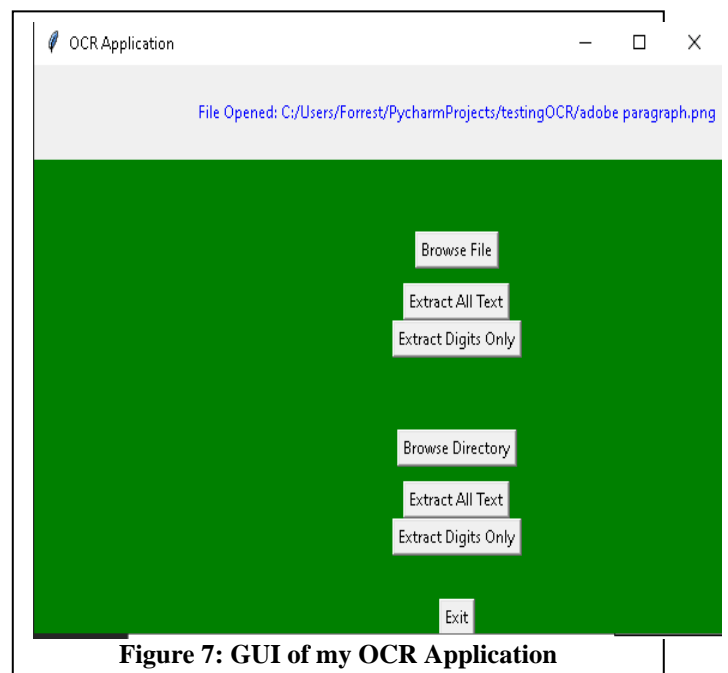 OCR Application
File Opened: C:/Users/Forrest/PycharmProjects/testingOCR/adobe paragraph.png
Browse File
Extract All Text
Extract Digits Only
Browse Directory
Extract All Text
Extract Digits Only
Exit
Figure 7: GUI of my OCR Application